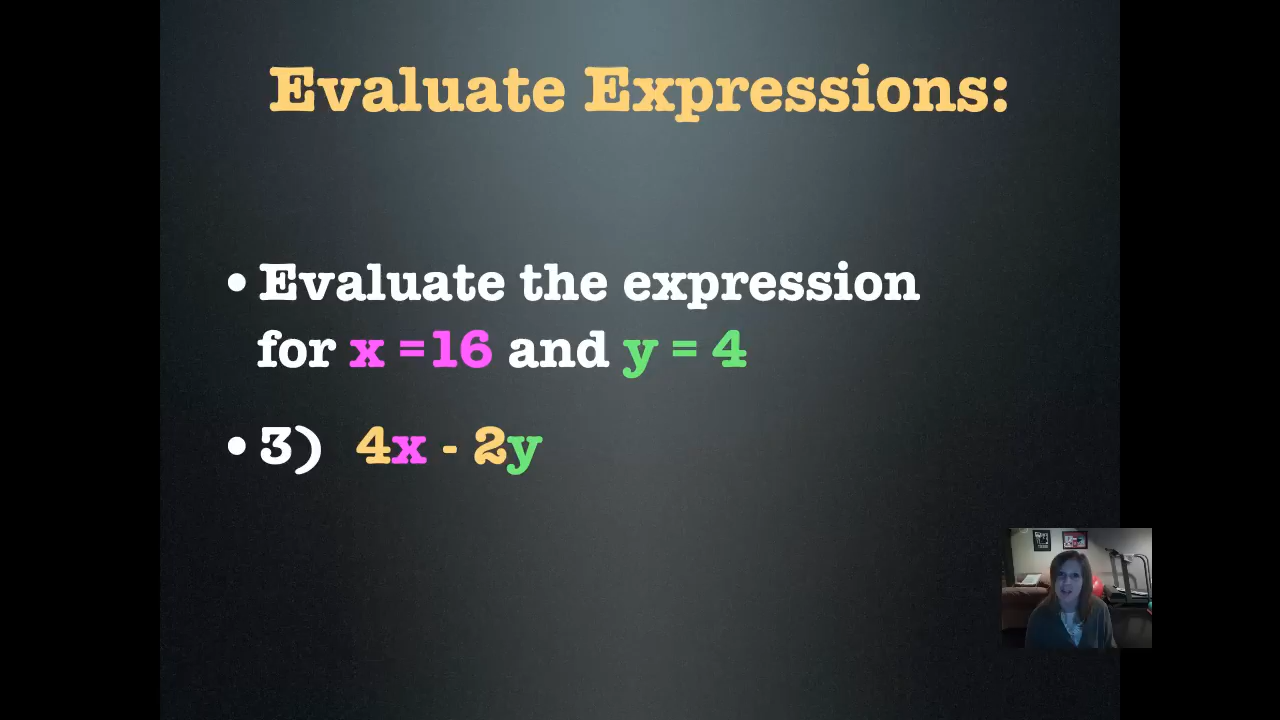 Evaluate Expressions:
• Evaluate the expression
for x =16 and y = 4
• 3) 4x - 2y